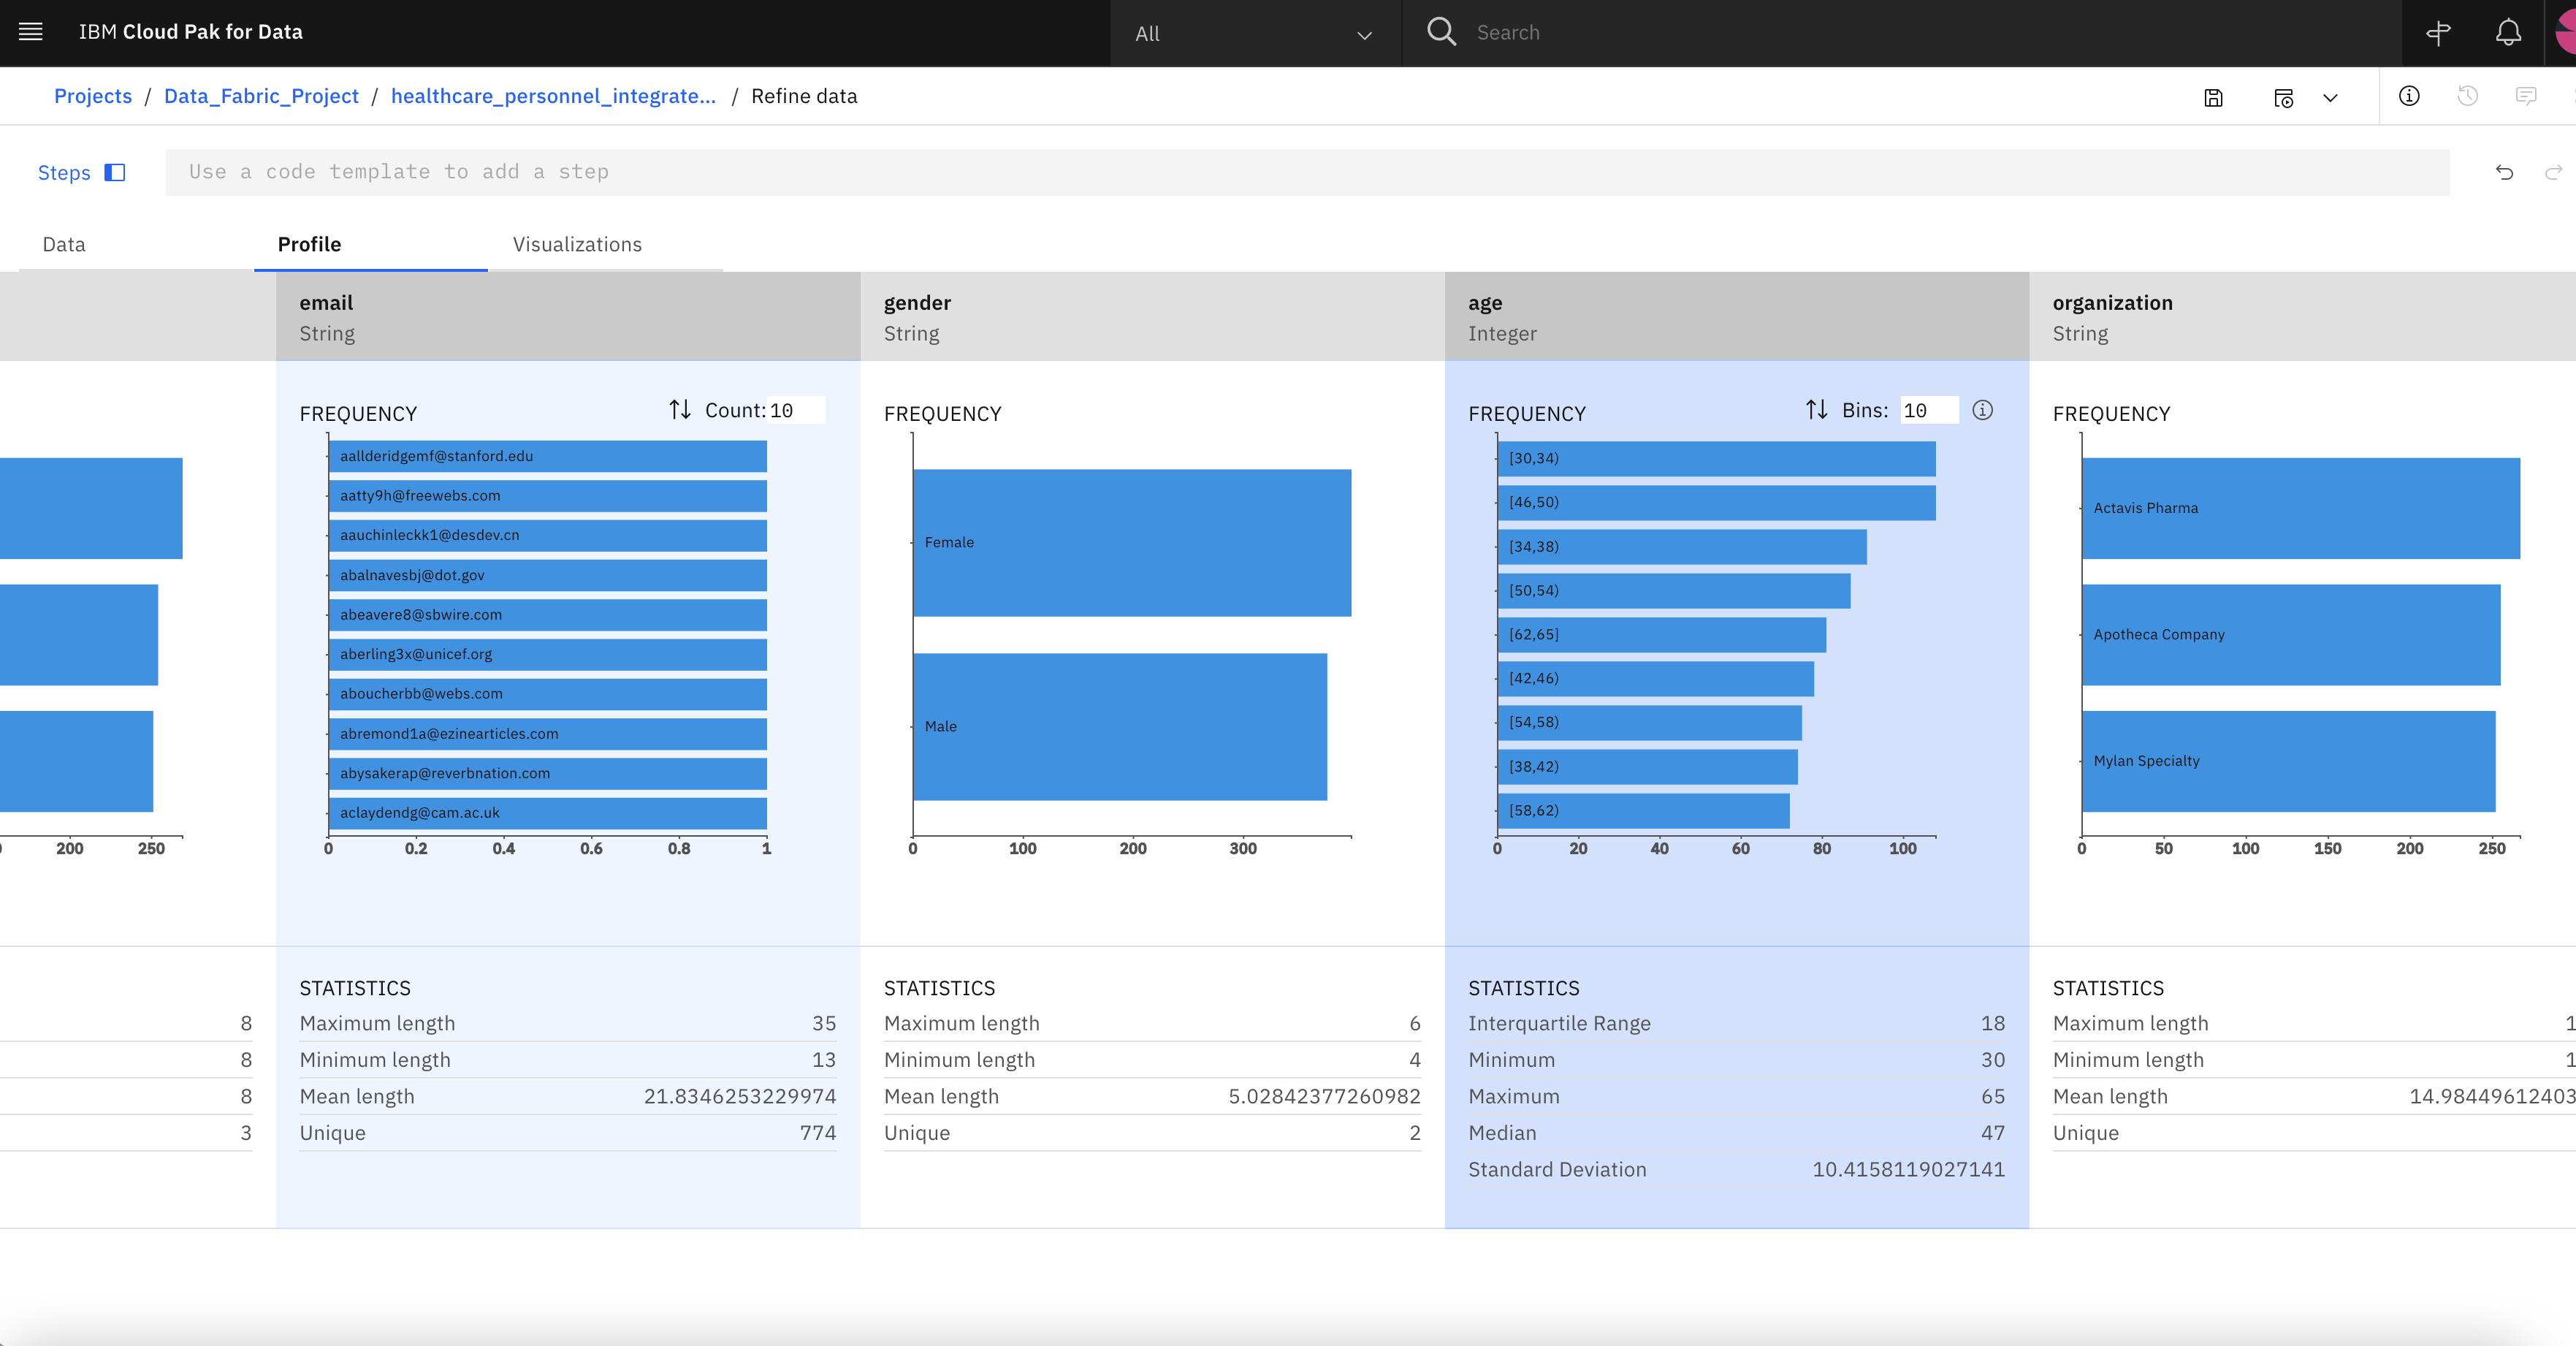 IBM Cloud Pak for Data
All
Search
Projects / Data_Fabric_Project / healthcare_personnel_integrate... / Refine data
Steps
Use a code template to add a step
Data
Profile
Visualizations
200 250
8
8
8
3
email
String
FREQUENCY
Count: 10
aallderidgemf@stanford.edu
aatty9h@freewebs.com
aauchinleckk1@desdev.cn
abalnavesbj@dot.gov
abeavere8@sbwire.com
aberling3x@unicef.org
aboucherbb@webs.com
abremond1a@ezinearticles.com
abysakerap@reverbnation.com
aclaydendg@cam.ac.uk
0 0.2 0.4 0.6 0.8 1
STATISTICS
Maximum length 35
Minimum length 13
Mean length 21.8346253229974
Unique 774
gender
String
FREQUENCY
Female
Male
0 100 200 300
STATISTICS
Maximum length 6
Minimum length 4
Mean length 5.02842377260982
Unique 2
age
Integer
FREQUENCY
Bins: 10
[30,34)
[46,50)
[34,38)
[50,54)
[62,65]
[42,46)
[54,58)
[38,42)
[58,62)
0 20 40 60 80 100
STATISTICS
Interquartile Range 18
Minimum 30
Maximum 65
Median 47
Standard Deviation 10.4158119027141
organization
String
FREQUENCY
Actavis Pharma
Apotheca Company
Mylan Specialty
0 50 100 150 200 250
STATISTICS
Maximum length 1
Minimum length 1
Mean length 14.98449612403
Unique